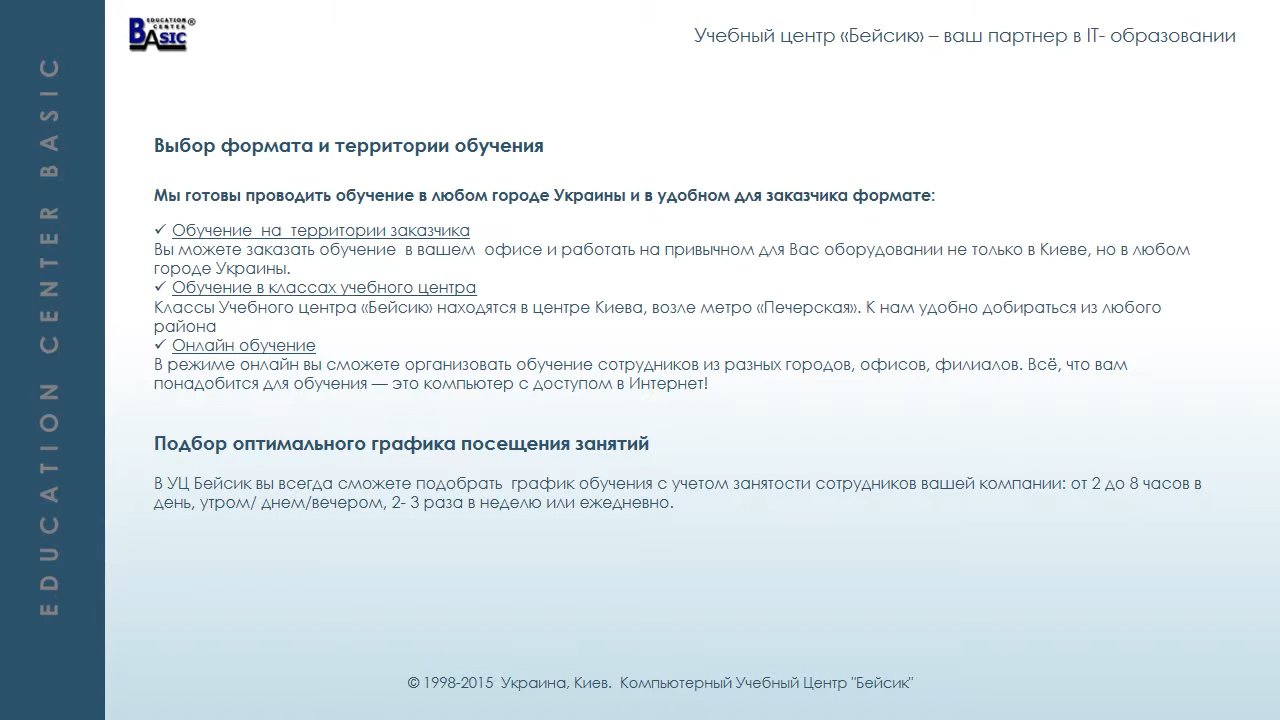 EDUCATION CENTER BASIC
EDUCATION
CENTER
BASIC®
Учебный центр «Бейсик» – ваш партнер в IT- образовании
Выбор формата и территории обучения
Мы готовы проводить обучение в любом городе Украины и в удобном для заказчика формате:
✓ Обучение на территории заказчика
Вы можете заказать обучение в вашем офисе и работать на привычном для Вас оборудовании не только в Киеве, но в любом
городе Украины.
✓ Обучение в классах учебного центра
Классы Учебного центра «Бейсик» находятся в центре Киева, возле метро «Печерская». К нам удобно добираться из любого
района
✓ Онлайн обучение
В режиме онлайн вы сможете организовать обучение сотрудников из разных городов, офисов, филиалов. Всё, что вам
понадобится для обучения — это компьютер с доступом в Интернет!
Подбор оптимального графика посещения занятий
В УЦ Бейсик вы всегда сможете подобрать график обучения с учетом занятости сотрудников вашей компании: от 2 до 8 часов в
день, утром/ днем/вечером, 2- 3 раза в неделю или ежедневно.
© 1998-2015 Украина, Киев. Компьютерный Учебный Центр "Бейсик"